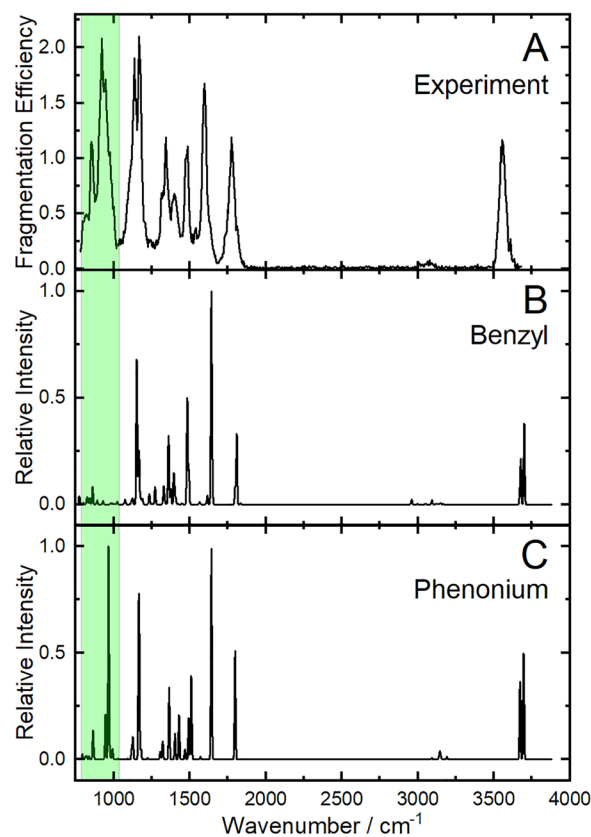 A
Experiment
Fragmentation Efficiency
2.0
1.5
1.0
0.5
0.0
B
Benzyl
Relative Intensity
1.0
0.5
0.0
C
Phenonium
Relative Intensity
1.0
0.5
0.0
1000 1500 2000 2500 3000 3500 4000
Wavenumber / cm⁻¹